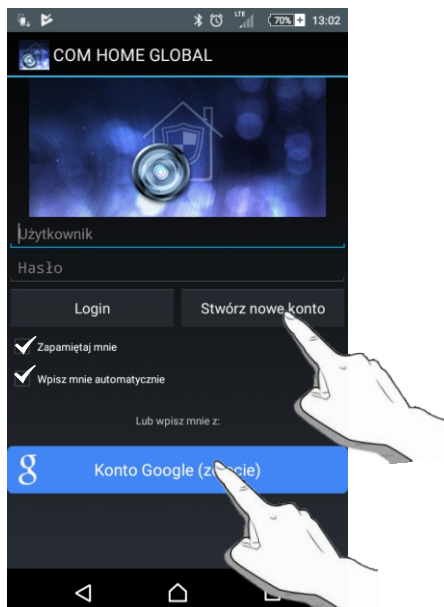 LTE 70% 13:02
COM HOME GLOBAL
Użytkownik
Hasło
Login Stwórz nowe konto
Zapamiętaj mnie
Wpisz mnie automatycznie
Lub wpisz mnie z:
g Konto Google